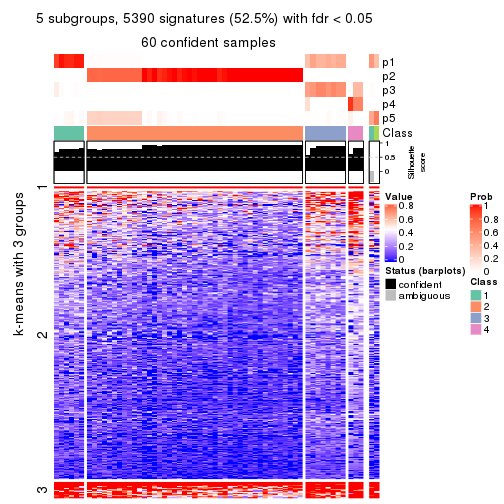 5 subgroups, 5390 signatures (52.5%) with fdr < 0.05
60 confident samples
p1
p2
p3
p4
p5
Class
1
0.5
0
Silhouette
score
k-means with 3 groups
1
2
3
Value
0.8
0.6
0.4
0.2
0
Status (barplots)
confident
ambiguous
Prob
1
0.8
0.6
0.4
0.2
0
Class
1
2
3
4